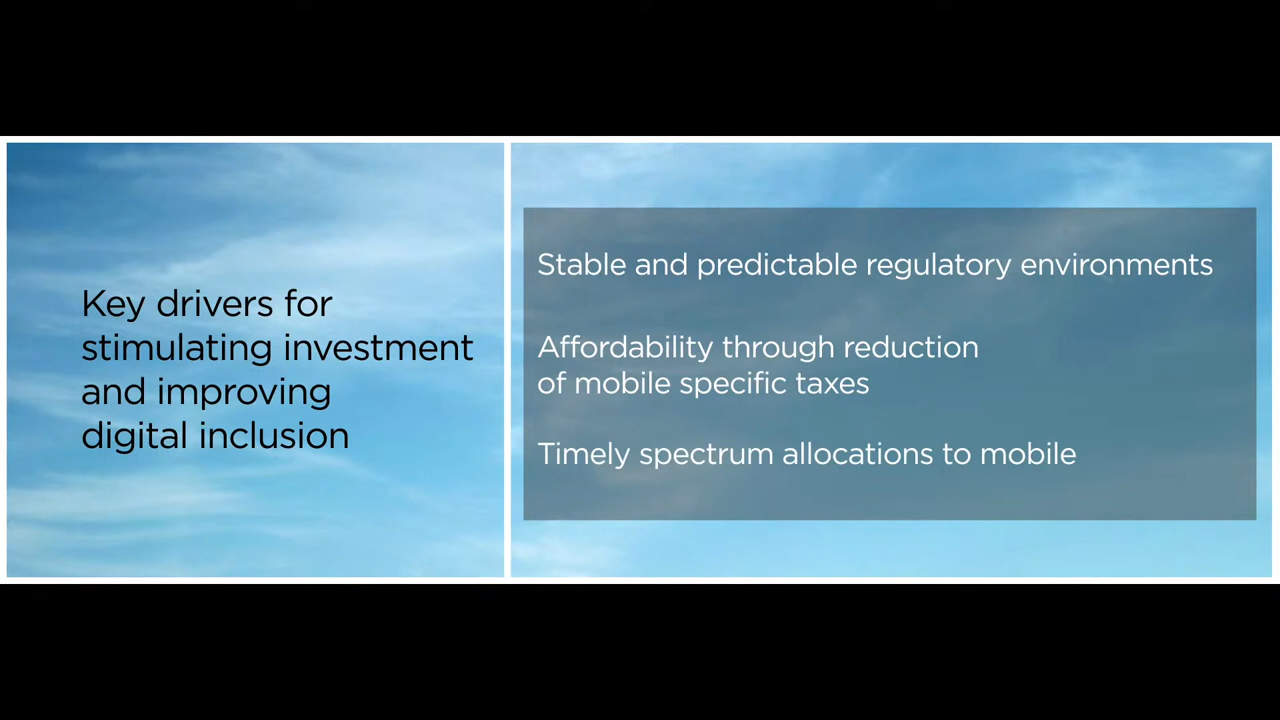 Key drivers for
stimulating investment
and improving
digital inclusion
Stable and predictable regulatory environments
Affordability through reduction
of mobile specific taxes
Timely spectrum allocations to mobile